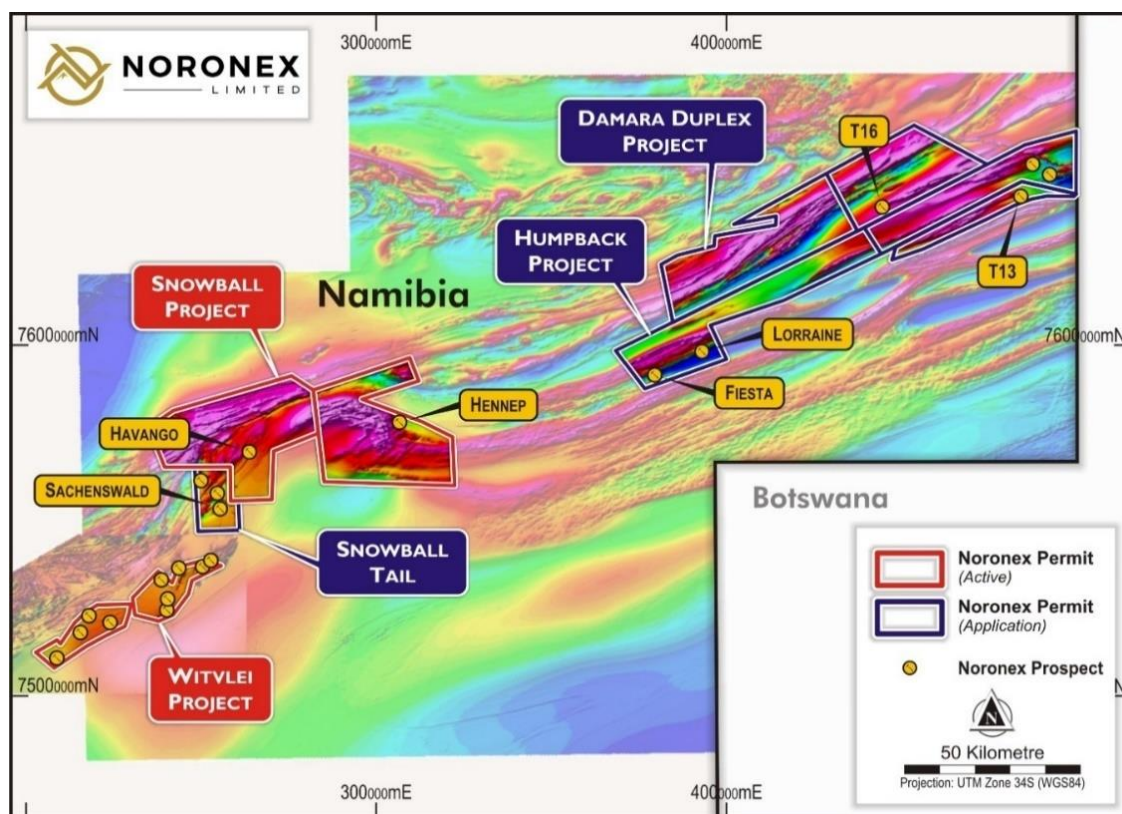 NORONEX
LIMITED
300000mE
400000mE
DAMARA DUPLEX
PROJECT
T16
HUMPBACK
PROJECT
T13
SNOWBALL
PROJECT
Namibia
7600000mN
7600000mN
LORRAINE
FIESTA
HENNEP
HAVANGO
SACHENSWALD
Botswana
SNOWBALL
TAIL
WITVLEI
PROJECT
7500000mN
Noronex Permit
(Active)
Noronex Permit
(Application)
Noronex Prospect
N
50 Kilometre
Projection: UTM Zone 34S (WGS84)
300000mE
400000mE